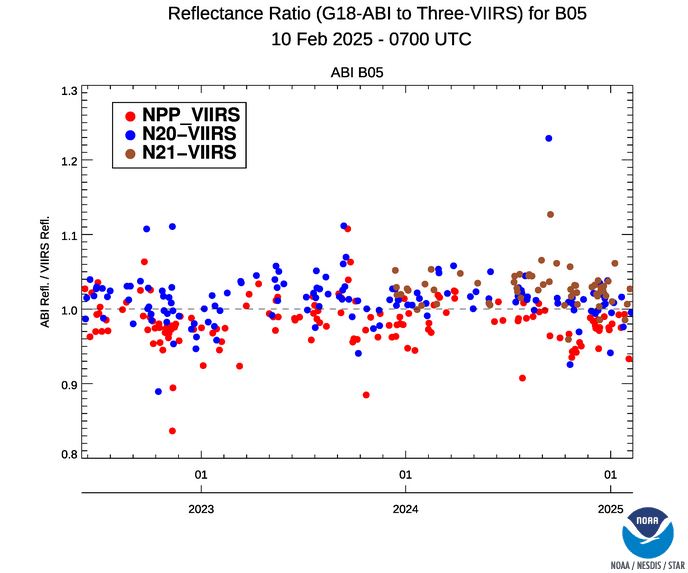 Reflectance Ratio (G18-ABI to Three-VIIRS) for B05
10 Feb 2025 - 0700 UTC
ABI B05
1.3
NPP_VIIRS
N20-VIIRS
N21-VIIRS
1.2
1.1
1.0
0.9
0.8
ABI Refl. / VIIRS Refl.
01
01
01
2023
2024
2025
NOAA
NOAA / NESDIS / STAR